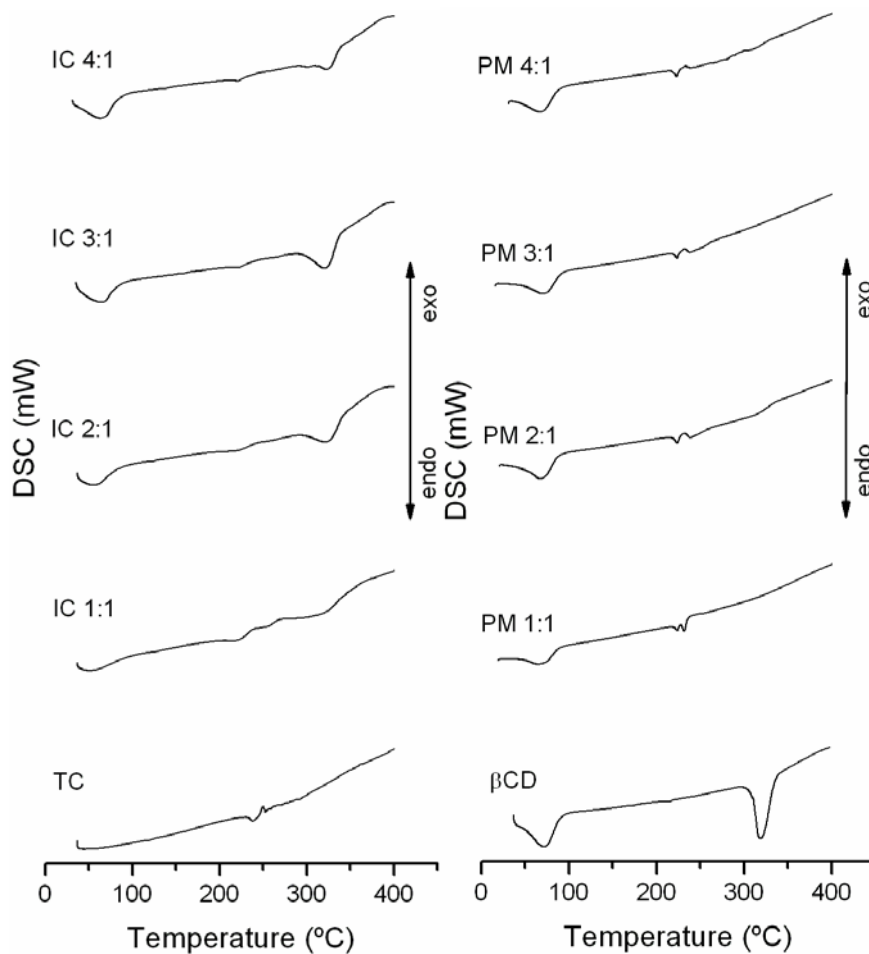 IC 4:1
IC 3:1
IC 2:1
IC 1:1
TC
DSC (mW)
exo
endo
0 100 200 300 400
Temperature (ºC)
PM 4:1
PM 3:1
PM 2:1
PM 1:1
βCD
DSC (mW)
exo
endo
0 100 200 300 400
Temperature (ºC)